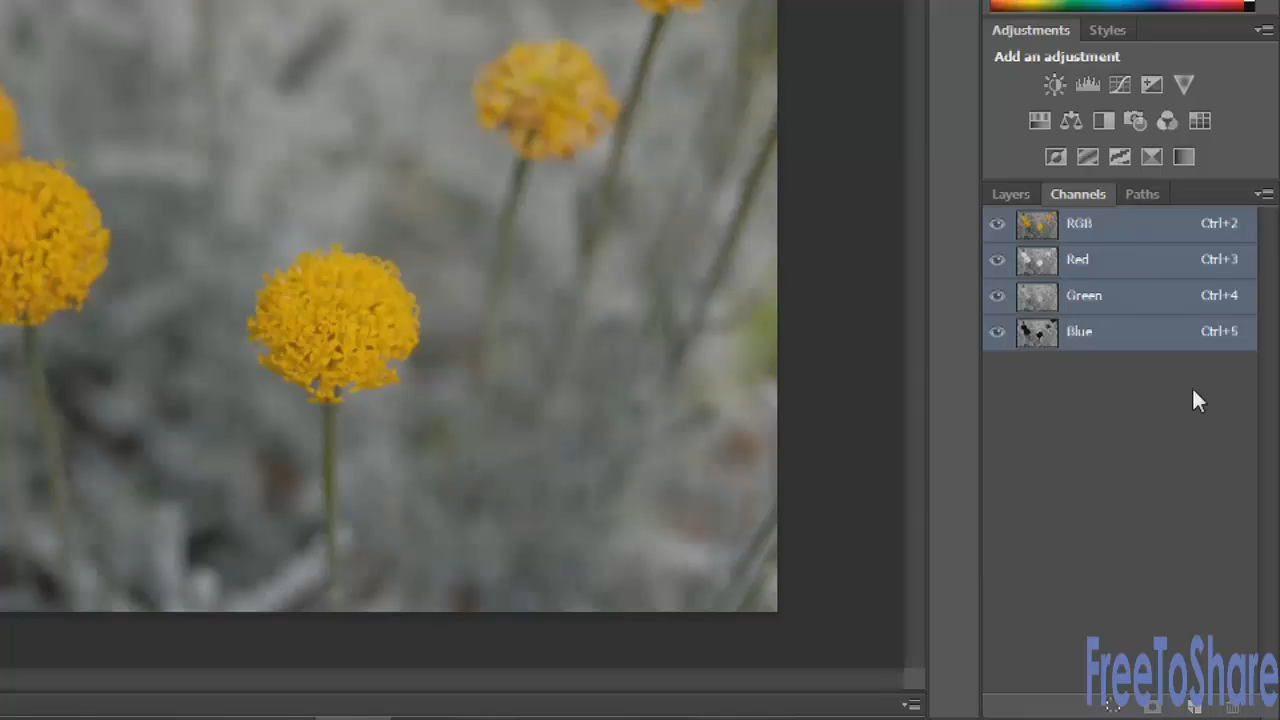 Adjustments Styles
Add an adjustment
Layers Channels Paths
RGB Ctrl+2
Red Ctrl+3
Green Ctrl+4
Blue Ctrl+5
FreeToShare